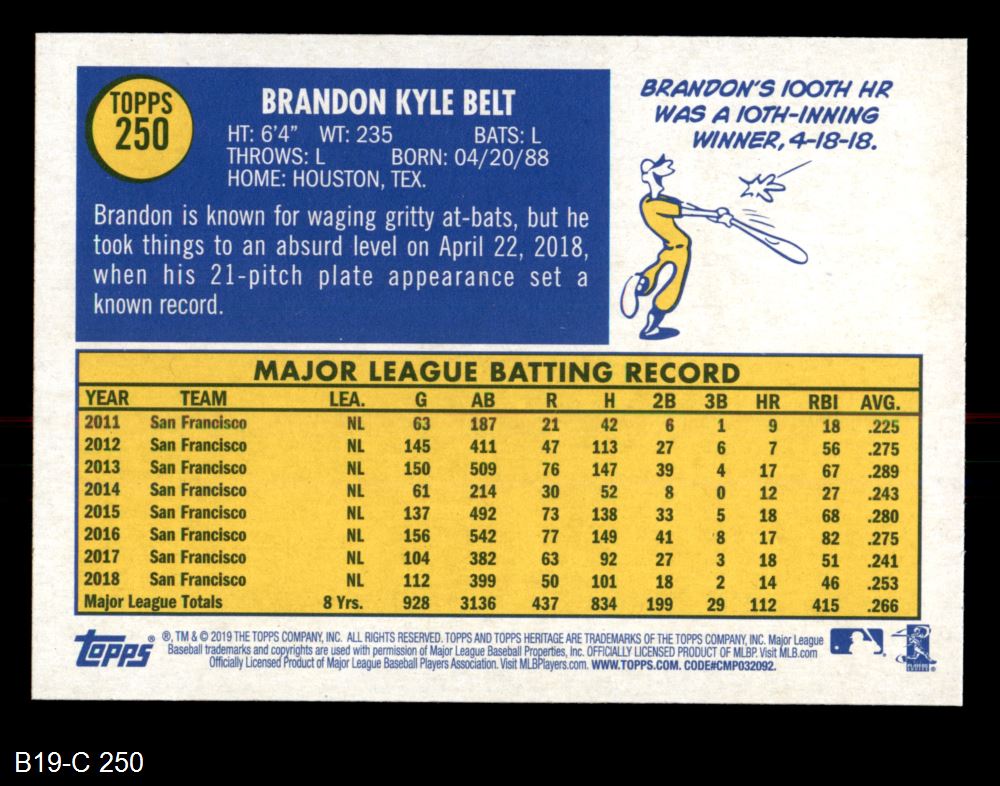 TOPPS
250
BRANDON KYLE BELT
HT: 6'4" WT: 235 BATS: L
THROWS: L BORN: 04/20/88
HOME: HOUSTON, TEX.
Brandon is known for waging gritty at-bats, but he
took things to an absurd level on April 22, 2018,
when his 21-pitch plate appearance set a
known record.
BRANDON'S 100TH HR
WAS A 10TH-INNING
WINNER, 4-18-18.
MAJOR LEAGUE BATTING RECORD
YEAR TEAM LEA. G AB R H 2B 3B HR RBI AVG.
2011 San Francisco NL 63 187 21 42 6 1 9 18 .225
2012 San Francisco NL 145 411 47 113 27 6 7 56 .275
2013 San Francisco NL 150 509 76 147 39 4 17 67 .289
2014 San Francisco NL 61 214 30 52 8 0 12 27 .243
2015 San Francisco NL 137 492 73 138 33 5 18 68 .280
2016 San Francisco NL 156 542 77 149 41 8 17 82 .275
2017 San Francisco NL 104 382 63 92 27 3 18 51 .241
2018 San Francisco NL 112 399 50 101 18 2 14 46 .253
Major League Totals 8 Yrs. 928 3136 437 834 199 29 112 415 .266
topps ® ®, TM & © 2019 THE TOPPS COMPANY, INC. ALL RIGHTS RESERVED. TOPPS AND TOPPS HERITAGE ARE TRADEMARKS OF THE TOPPS COMPANY, INC. Major League
Baseball trademarks and copyrights are used with permission of Major League Baseball Properties, Inc. OFFICIALLY LICENSED PRODUCT OF MLBP. Visit MLB.com
Officially Licensed Product of Major League Baseball Players Association. Visit MLBPlayers.com. WWW.TOPPS.COM. CODE#CMP032092.
B19-C 250